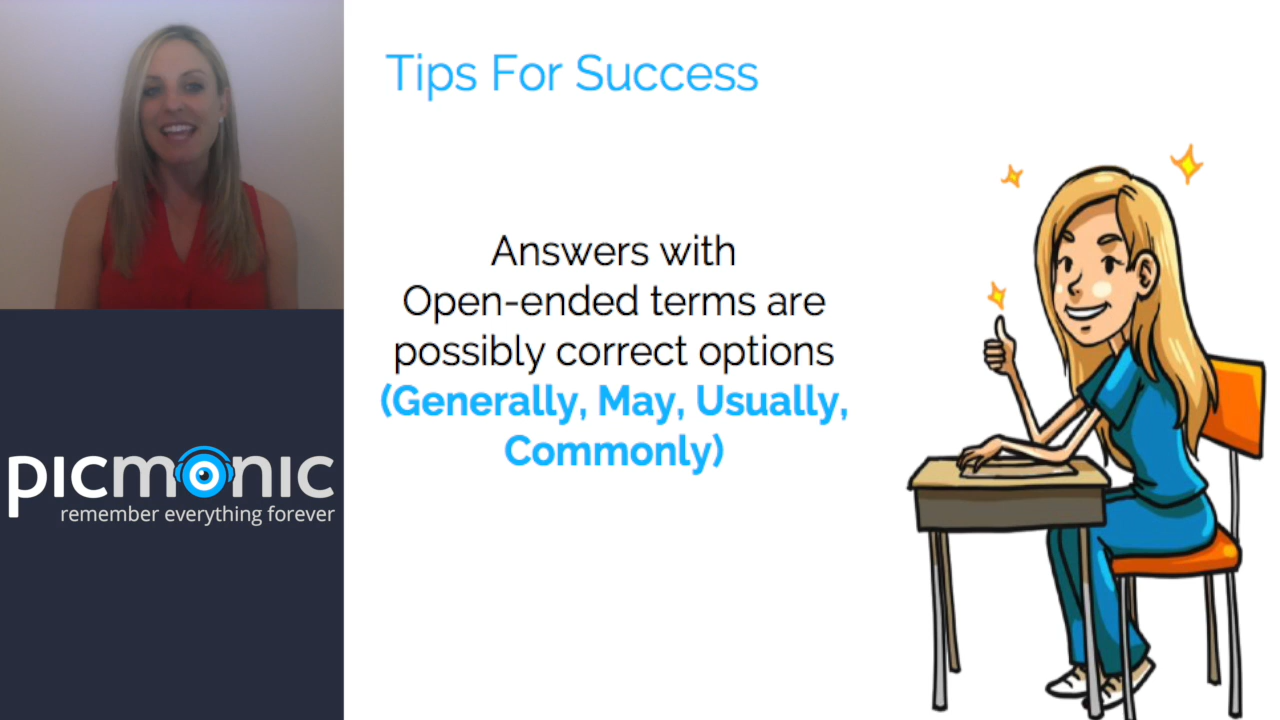 Tips For Success
Answers with
Open-ended terms are
possibly correct options
(Generally, May, Usually,
Commonly)
picmonic
remember everything forever